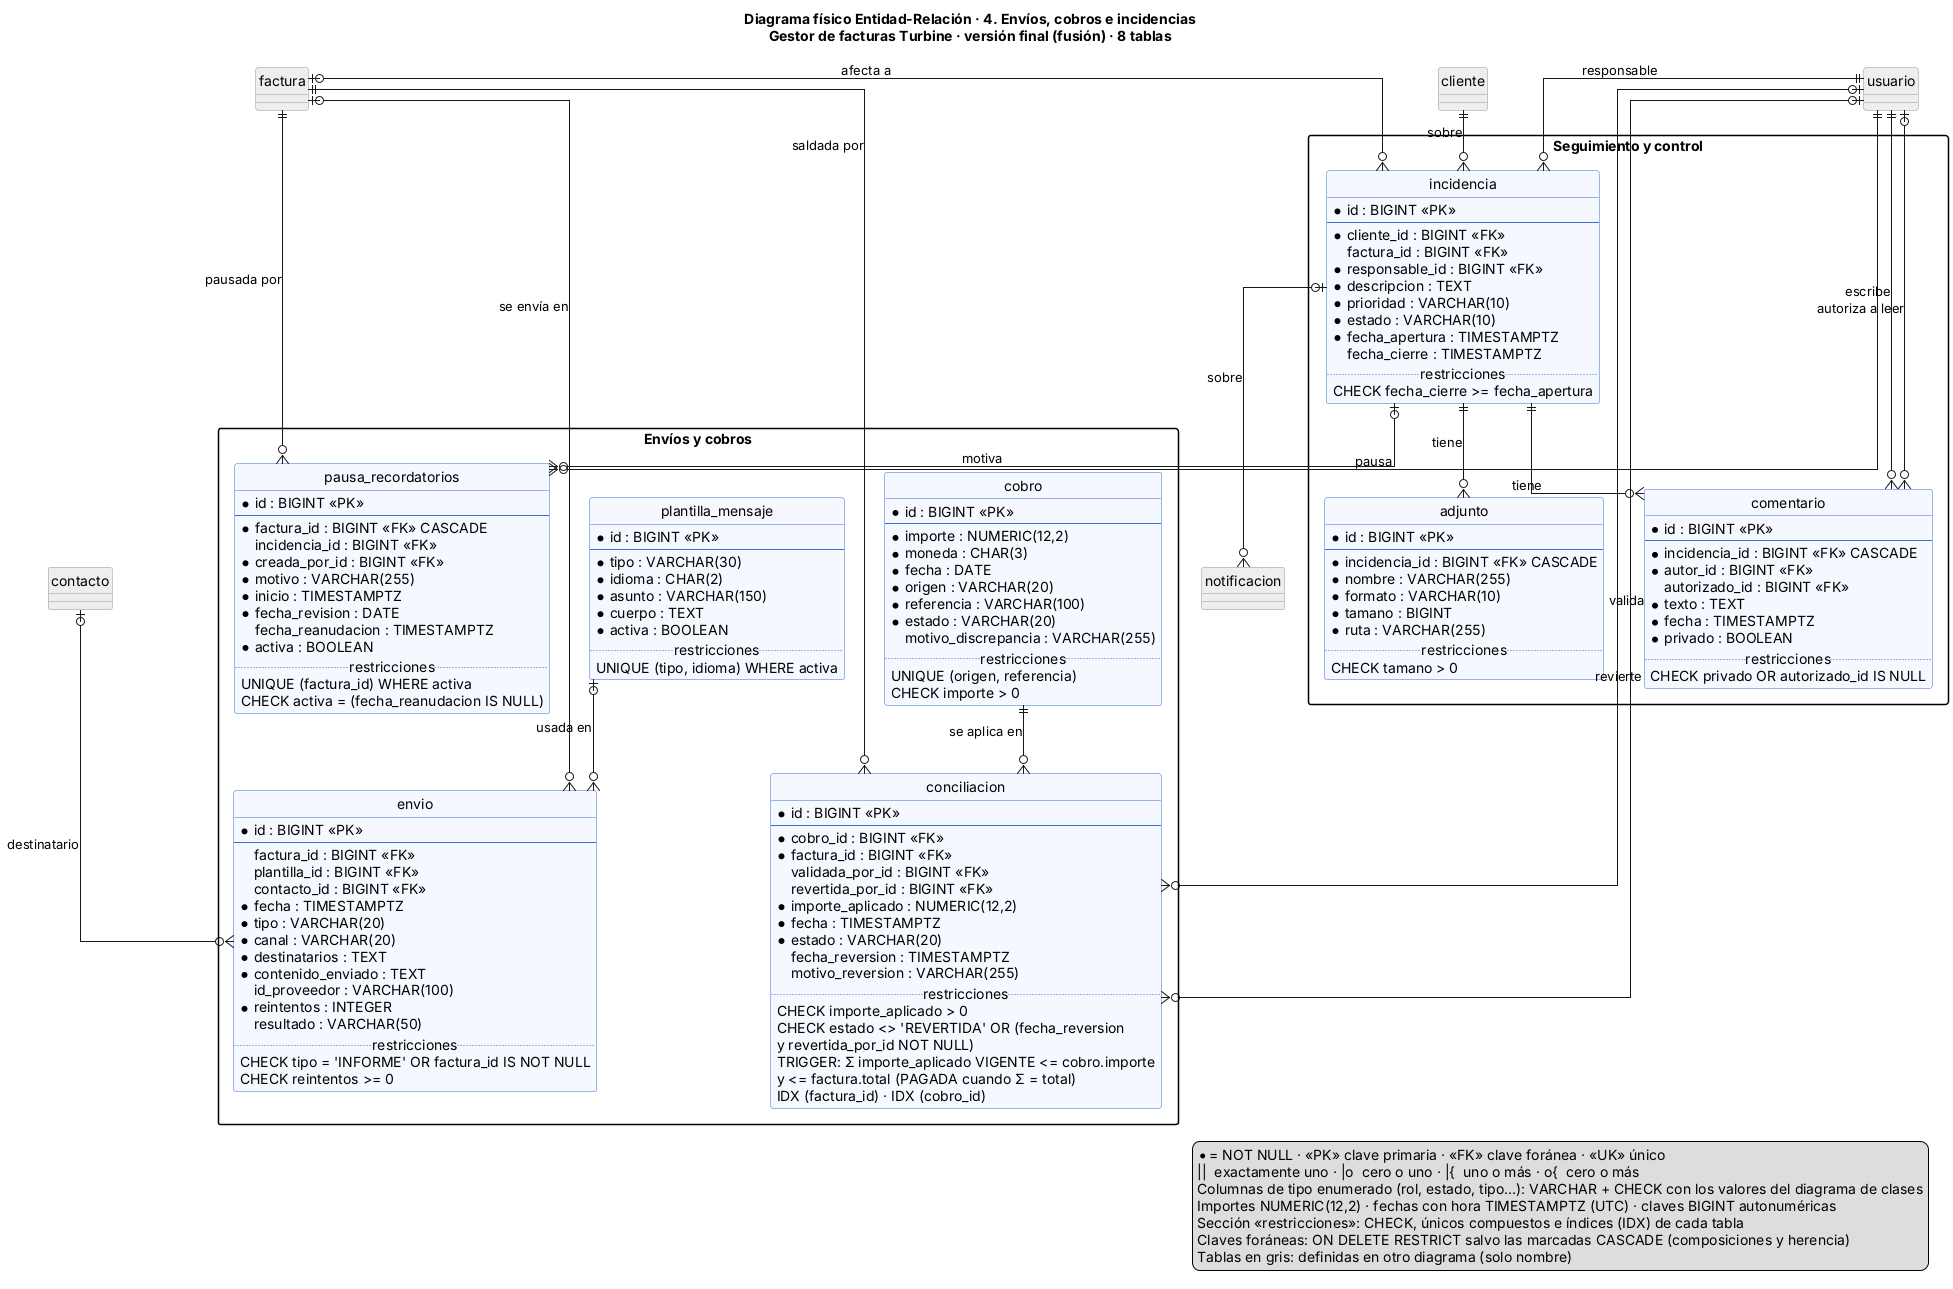 Diagrama físico Entidad-Relación · 4. Envíos, cobros e incidencias
Gestor de facturas Turbine · versión final (fusión) · 8 tablas
factura
cliente
usuario
afecta a
responsable
sobre
saldada por
pausada por
se envía en
escribe
autoriza a leer
Seguimiento y control
incidencia
• id : BIGINT «PK»
• cliente_id : BIGINT «FK»
factura_id : BIGINT «FK»
• responsable_id : BIGINT «FK»
• descripcion : TEXT
• prioridad : VARCHAR(10)
• estado : VARCHAR(10)
• fecha_apertura : TIMESTAMPTZ
fecha_cierre : TIMESTAMPTZ
restricciones
CHECK fecha_cierre >= fecha_apertura
sobre
tiene
pausa
tiene
motiva
Envíos y cobros
pausa_recordatorios
• id : BIGINT «PK»
• factura_id : BIGINT «FK» CASCADE
incidencia_id : BIGINT «FK»
• creada_por_id : BIGINT «FK»
• motivo : VARCHAR(255)
• inicio : TIMESTAMPTZ
• fecha_revision : DATE
fecha_reanudacion : TIMESTAMPTZ
• activa : BOOLEAN
restricciones
UNIQUE (factura_id) WHERE activa
CHECK activa = (fecha_reanudacion IS NULL)
plantilla_mensaje
• id : BIGINT «PK»
• tipo : VARCHAR(30)
• idioma : CHAR(2)
• asunto : VARCHAR(150)
• cuerpo : TEXT
• activa : BOOLEAN
restricciones
UNIQUE (tipo, idioma) WHERE activa
cobro
• id : BIGINT «PK»
• importe : NUMERIC(12,2)
• moneda : CHAR(3)
• fecha : DATE
• origen : VARCHAR(20)
• referencia : VARCHAR(100)
• estado : VARCHAR(20)
motivo_discrepancia : VARCHAR(255)
restricciones
UNIQUE (origen, referencia)
CHECK importe > 0
contacto
notificacion
adjunto
• id : BIGINT «PK»
• incidencia_id : BIGINT «FK» CASCADE
• nombre : VARCHAR(255)
• formato : VARCHAR(10)
• tamano : BIGINT
• ruta : VARCHAR(255)
restricciones
CHECK tamano > 0
comentario
• id : BIGINT «PK»
• incidencia_id : BIGINT «FK» CASCADE
• autor_id : BIGINT «FK»
autorizado_id : BIGINT «FK»
• texto : TEXT
• fecha : TIMESTAMPTZ
• privado : BOOLEAN
restricciones
CHECK privado OR autorizado_id IS NULL
valida
revierte
usada en
se aplica en
destinatario
envio
• id : BIGINT «PK»
factura_id : BIGINT «FK»
plantilla_id : BIGINT «FK»
contacto_id : BIGINT «FK»
• fecha : TIMESTAMPTZ
• tipo : VARCHAR(20)
• canal : VARCHAR(20)
• destinatarios : TEXT
• contenido_enviado : TEXT
id_proveedor : VARCHAR(100)
• reintentos : INTEGER
resultado : VARCHAR(50)
restricciones
CHECK tipo = 'INFORME' OR factura_id IS NOT NULL
CHECK reintentos >= 0
conciliacion
• id : BIGINT «PK»
• cobro_id : BIGINT «FK»
• factura_id : BIGINT «FK»
validada_por_id : BIGINT «FK»
revertida_por_id : BIGINT «FK»
• importe_aplicado : NUMERIC(12,2)
• fecha : TIMESTAMPTZ
• estado : VARCHAR(20)
fecha_reversion : TIMESTAMPTZ
motivo_reversion : VARCHAR(255)
restricciones
CHECK importe_aplicado > 0
CHECK estado <> 'REVERTIDA' OR (fecha_reversion
y revertida_por_id NOT NULL)
TRIGGER: Σ importe_aplicado VIGENTE <= cobro.importe
y <= factura.total (PAGADA cuando Σ = total)
IDX (factura_id) · IDX (cobro_id)
• = NOT NULL · «PK» clave primaria · «FK» clave foránea · «UK» único
|| exactamente uno · |o cero o uno · |{ uno o más · o{ cero o más
Columnas de tipo enumerado (rol, estado, tipo...): VARCHAR + CHECK con los valores del diagrama de clases
Importes NUMERIC(12,2) · fechas con hora TIMESTAMPTZ (UTC) · claves BIGINT autonuméricas
Sección «restricciones»: CHECK, únicos compuestos e índices (IDX) de cada tabla
Claves foráneas: ON DELETE RESTRICT salvo las marcadas CASCADE (composiciones y herencia)
Tablas en gris: definidas en otro diagrama (solo nombre)